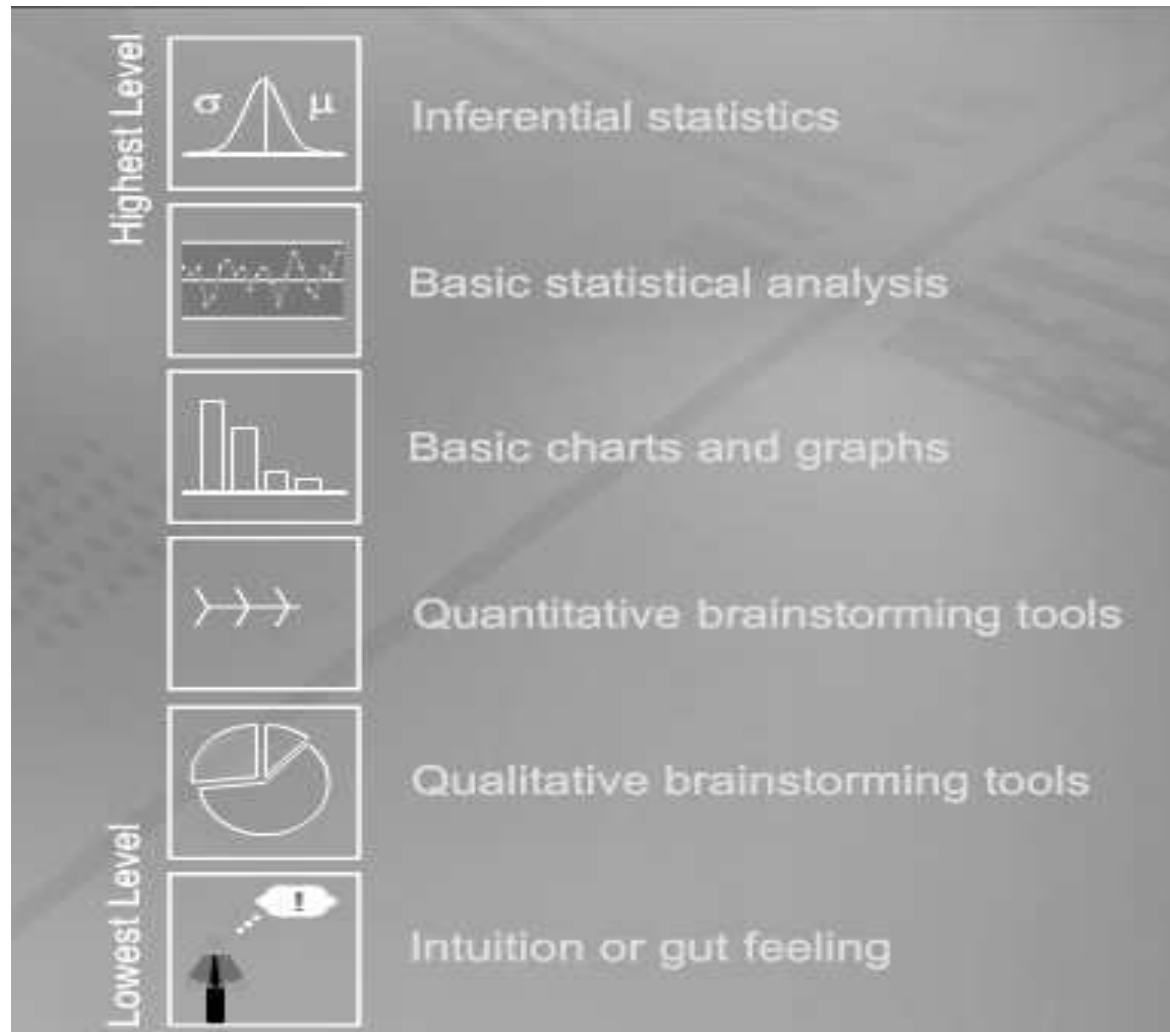 Highest Level
σ μ
Inferential statistics
Basic statistical analysis
Basic charts and graphs
Quantitative brainstorming tools
Qualitative brainstorming tools
Lowest Level
!
Intuition or gut feeling